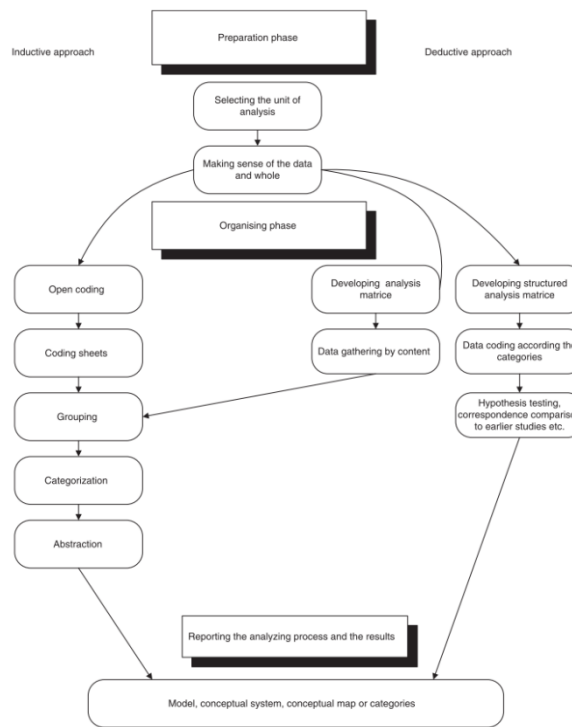 Preparation phase
Inductive approach
Deductive approach
Selecting the unit of
analysis
Making sense of the data
and whole
Organising phase
Open coding
Developing analysis
matrice
Developing structured
analysis matrice
Coding sheets
Data gathering by content
Data coding according the
categories
Grouping
Hypothesis testing,
correspondence compariso
to earlier studies etc.
Categorization
Abstraction
Reporting the analyzing process and the results
Model, conceptual system, conceptual map or categories